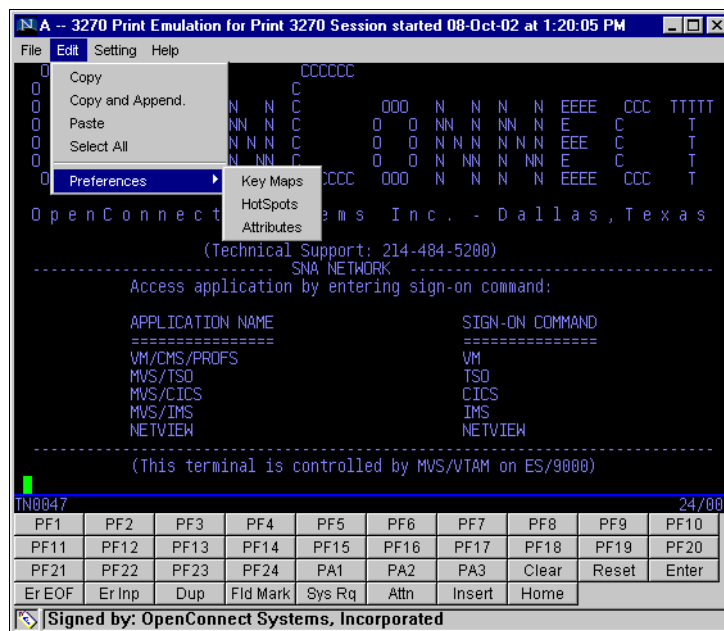 A -- 3270 Print Emulation for Print 3270 Session started 08-Oct-02 at 1:20:05 PM
File Edit Setting Help
Copy
Copy and Append.
Paste
Select All
Preferences
Key Maps
HotSpots
Attributes
OpenConnect ems Inc. - Dallas, Texas
(Technical Support: 214-484-5200)
SNA NETWORK
Access application by entering sign-on command:
APPLICATION NAME SIGN-ON COMMAND
================ ===============
VM/CMS/PROFS VM
MVS/TSO TSO
MVS/CICS CICS
MVS/IMS IMS
NETVIEW NETVIEW
(This terminal is controlled by MVS/VTAM on ES/9000)
TN0047 24/00
PF1 PF2 PF3 PF4 PF5 PF6 PF7 PF8 PF9 PF10
PF11 PF12 PF13 PF14 PF15 PF16 PF17 PF18 PF19 PF20
PF21 PF22 PF23 PF24 PA1 PA2 PA3 Clear Reset Enter
Er EOF Er Inp Dup Fld Mark Sys Rq Attn Insert Home
Signed by: OpenConnect Systems, Incorporated